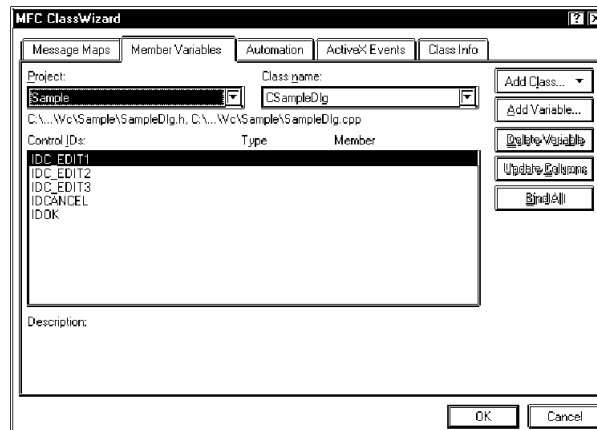 MFC ClassWizard
Message Maps
Member Variables
Automation
ActiveX Events
Class Info
Project:
Class name:
Sample
CSampleDlg
Add Class...
Add Variable...
C:\...\Vc\Sample\SampleDlg.h, C:\...\Vc\Sample\SampleDlg.cpp
Delete Variable
Control IDs:
Type
Member
Update Columns
Bind All
IDC_EDIT1
IDC_EDIT2
IDC_EDIT3
IDCANCEL
IDOK
Description:
OK
Cancel